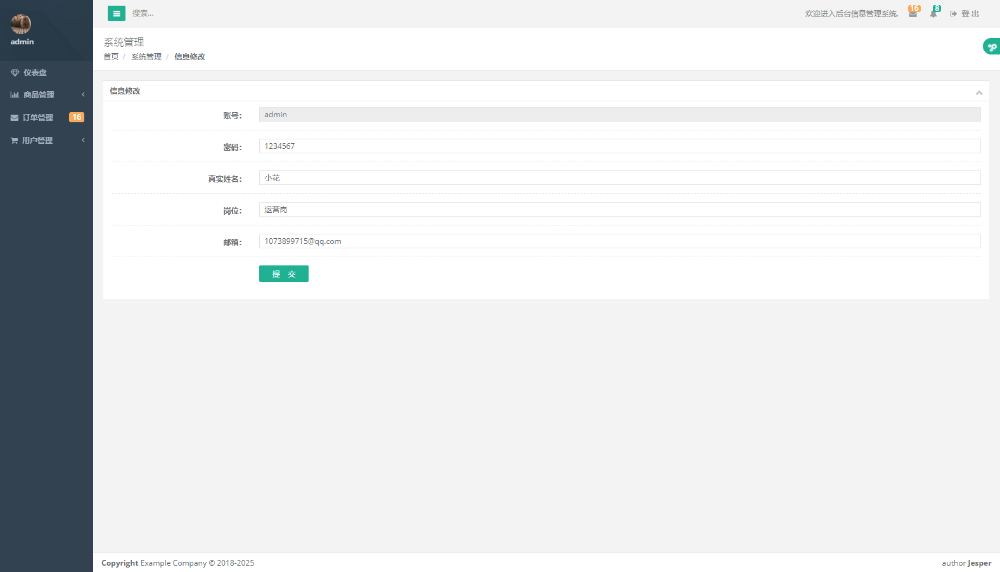 admin
仪表盘
商品管理
订单管理 16
用户管理
搜索...
欢迎进入后台信息管理系统.
16
8
登 出
系统管理
首页 / 系统管理 / 信息修改
信息修改
账号: admin
密码: 1234567
真实姓名: 小花
岗位: 运营岗
邮箱: 1073899715@qq.com
提 交
Copyright Example Company © 2018-2025
author Jesper